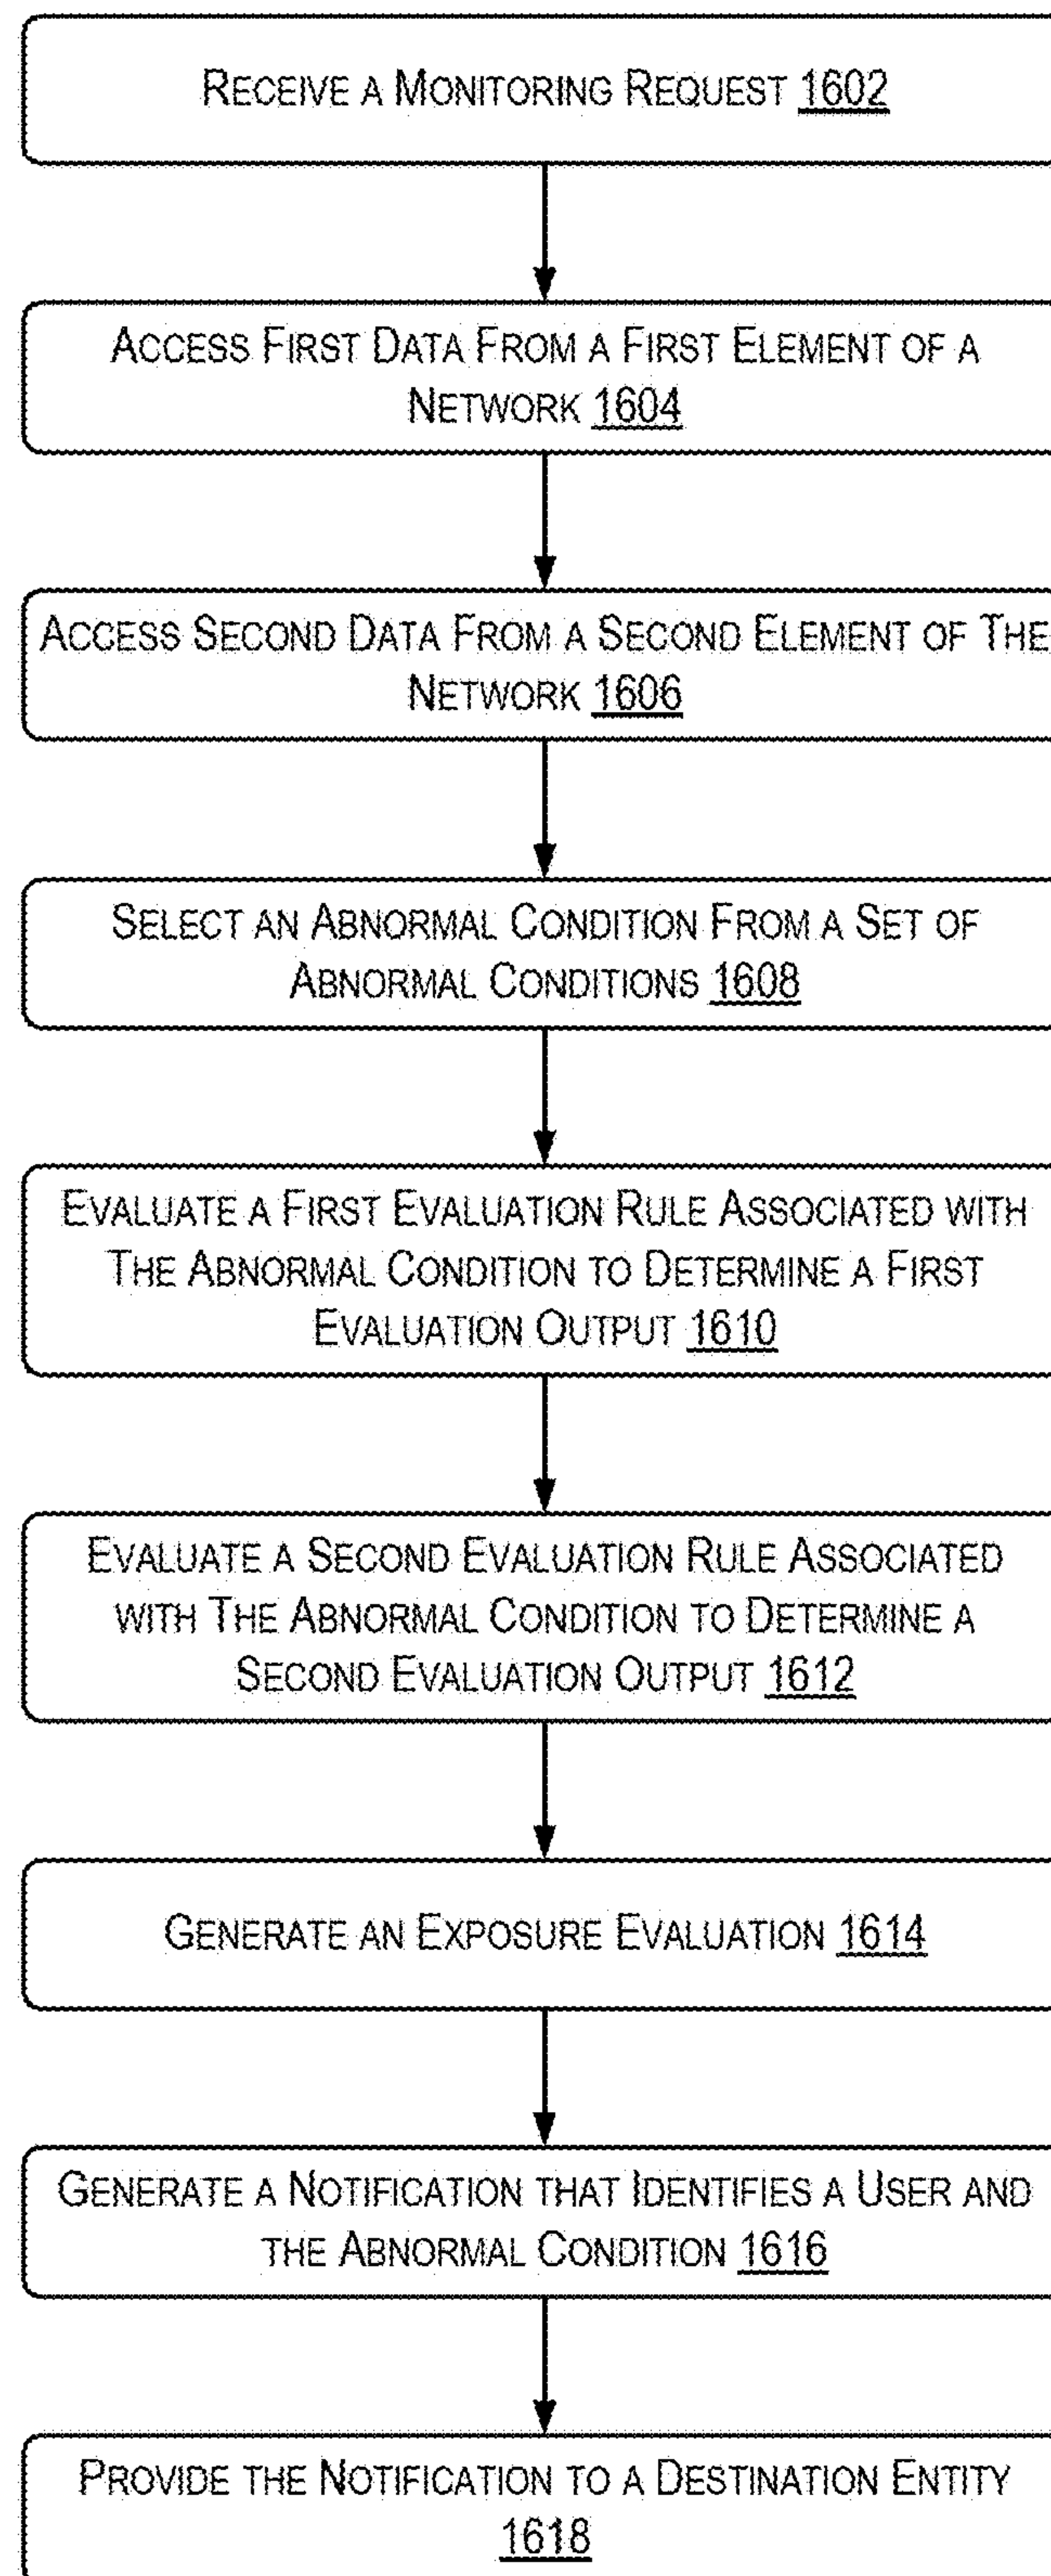 RECEIVE A MONITORING REQUEST 1602
ACCESS FIRST DATA FROM A FIRST ELEMENT OF A
NETWORK 1604
ACCESS SECOND DATA FROM A SECOND ELEMENT OF THE
NETWORK 1606
SELECT AN ABNORMAL CONDITION FROM A SET OF
ABNORMAL CONDITIONS 1608
EVALUATE A FIRST EVALUATION RULE ASSOCIATED WITH
THE ABNORMAL CONDITION TO DETERMINE A FIRST
EVALUATION OUTPUT 1610
EVALUATE A SECOND EVALUATION RULE ASSOCIATED
WITH THE ABNORMAL CONDITION TO DETERMINE A
SECOND EVALUATION OUTPUT 1612
GENERATE AN EXPOSURE EVALUATION 1614
GENERATE A NOTIFICATION THAT IDENTIFIES A USER AND
THE ABNORMAL CONDITION 1616
PROVIDE THE NOTIFICATION TO A DESTINATION ENTITY
1618